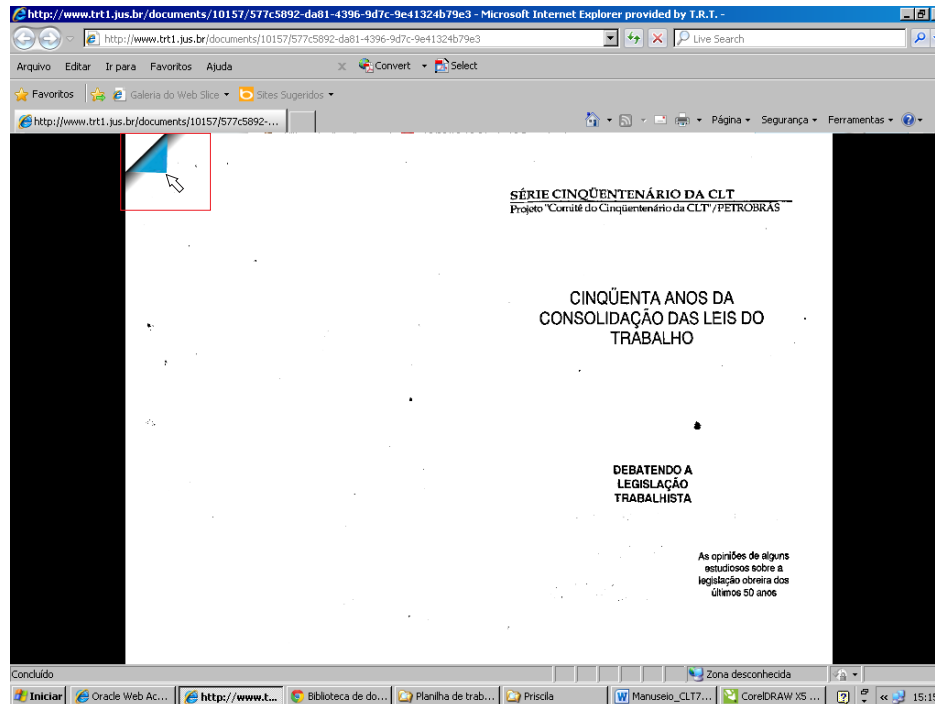 http://www.trt1.jus.br/documents/10157/577c5892-da81-4396-9d7c-9e41324b79e3 - Microsoft Internet Explorer provided by T.R.T. -
http://www.trt1.jus.br/documents/10157/577c5892-da81-4396-9d7c-9e41324b79e3
Live Search
Arquivo Editar Ir para Favoritos Ajuda
x Convert Select
Favoritos Galeria do Web Slice Sites Sugeridos
http://www.trt1.jus.br/documents/10157/577c5892-...
Página Segurança Ferramentas
SÉRIE CINQÜENTENÁRIO DA CLT
Projeto "Comitê do Cinqüentenário da CLT"/PETROBRÁS
CINQÜENTA ANOS DA
CONSOLIDAÇÃO DAS LEIS DO
TRABALHO
DEBATENDO A
LEGISLAÇÃO
TRABALHISTA
As opiniões de alguns
estudiosos sobre a
legislação obreira dos
últimos 50 anos
Concluído
Zona desconhecida
Iniciar Oracle Web Ac... http://www.t... Biblioteca de do... Planilha de trab... Priscila Manuseio_CLT7... CorelDRAW X5 ...